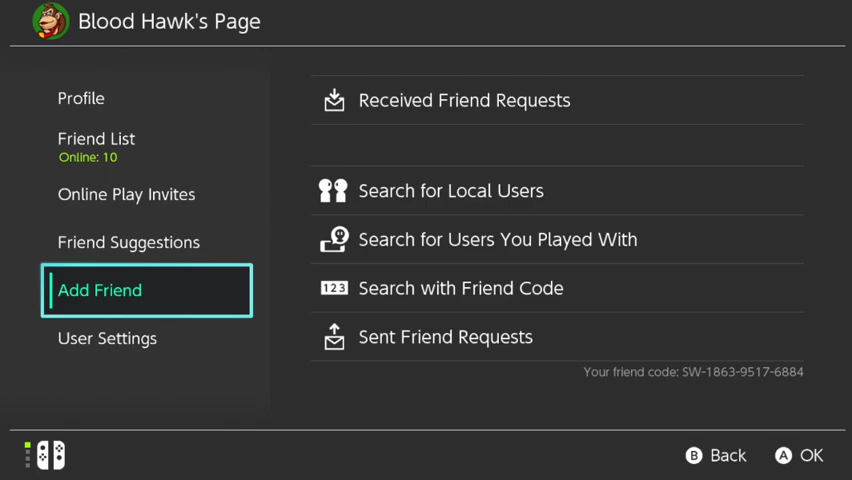 Blood Hawk's Page
Profile
Friend List
Online: 10
Online Play Invites
Friend Suggestions
Add Friend
User Settings
Received Friend Requests
Search for Local Users
Search for Users You Played With
123 Search with Friend Code
Sent Friend Requests
Your friend code: SW-1863-9517-6884
B Back A OK